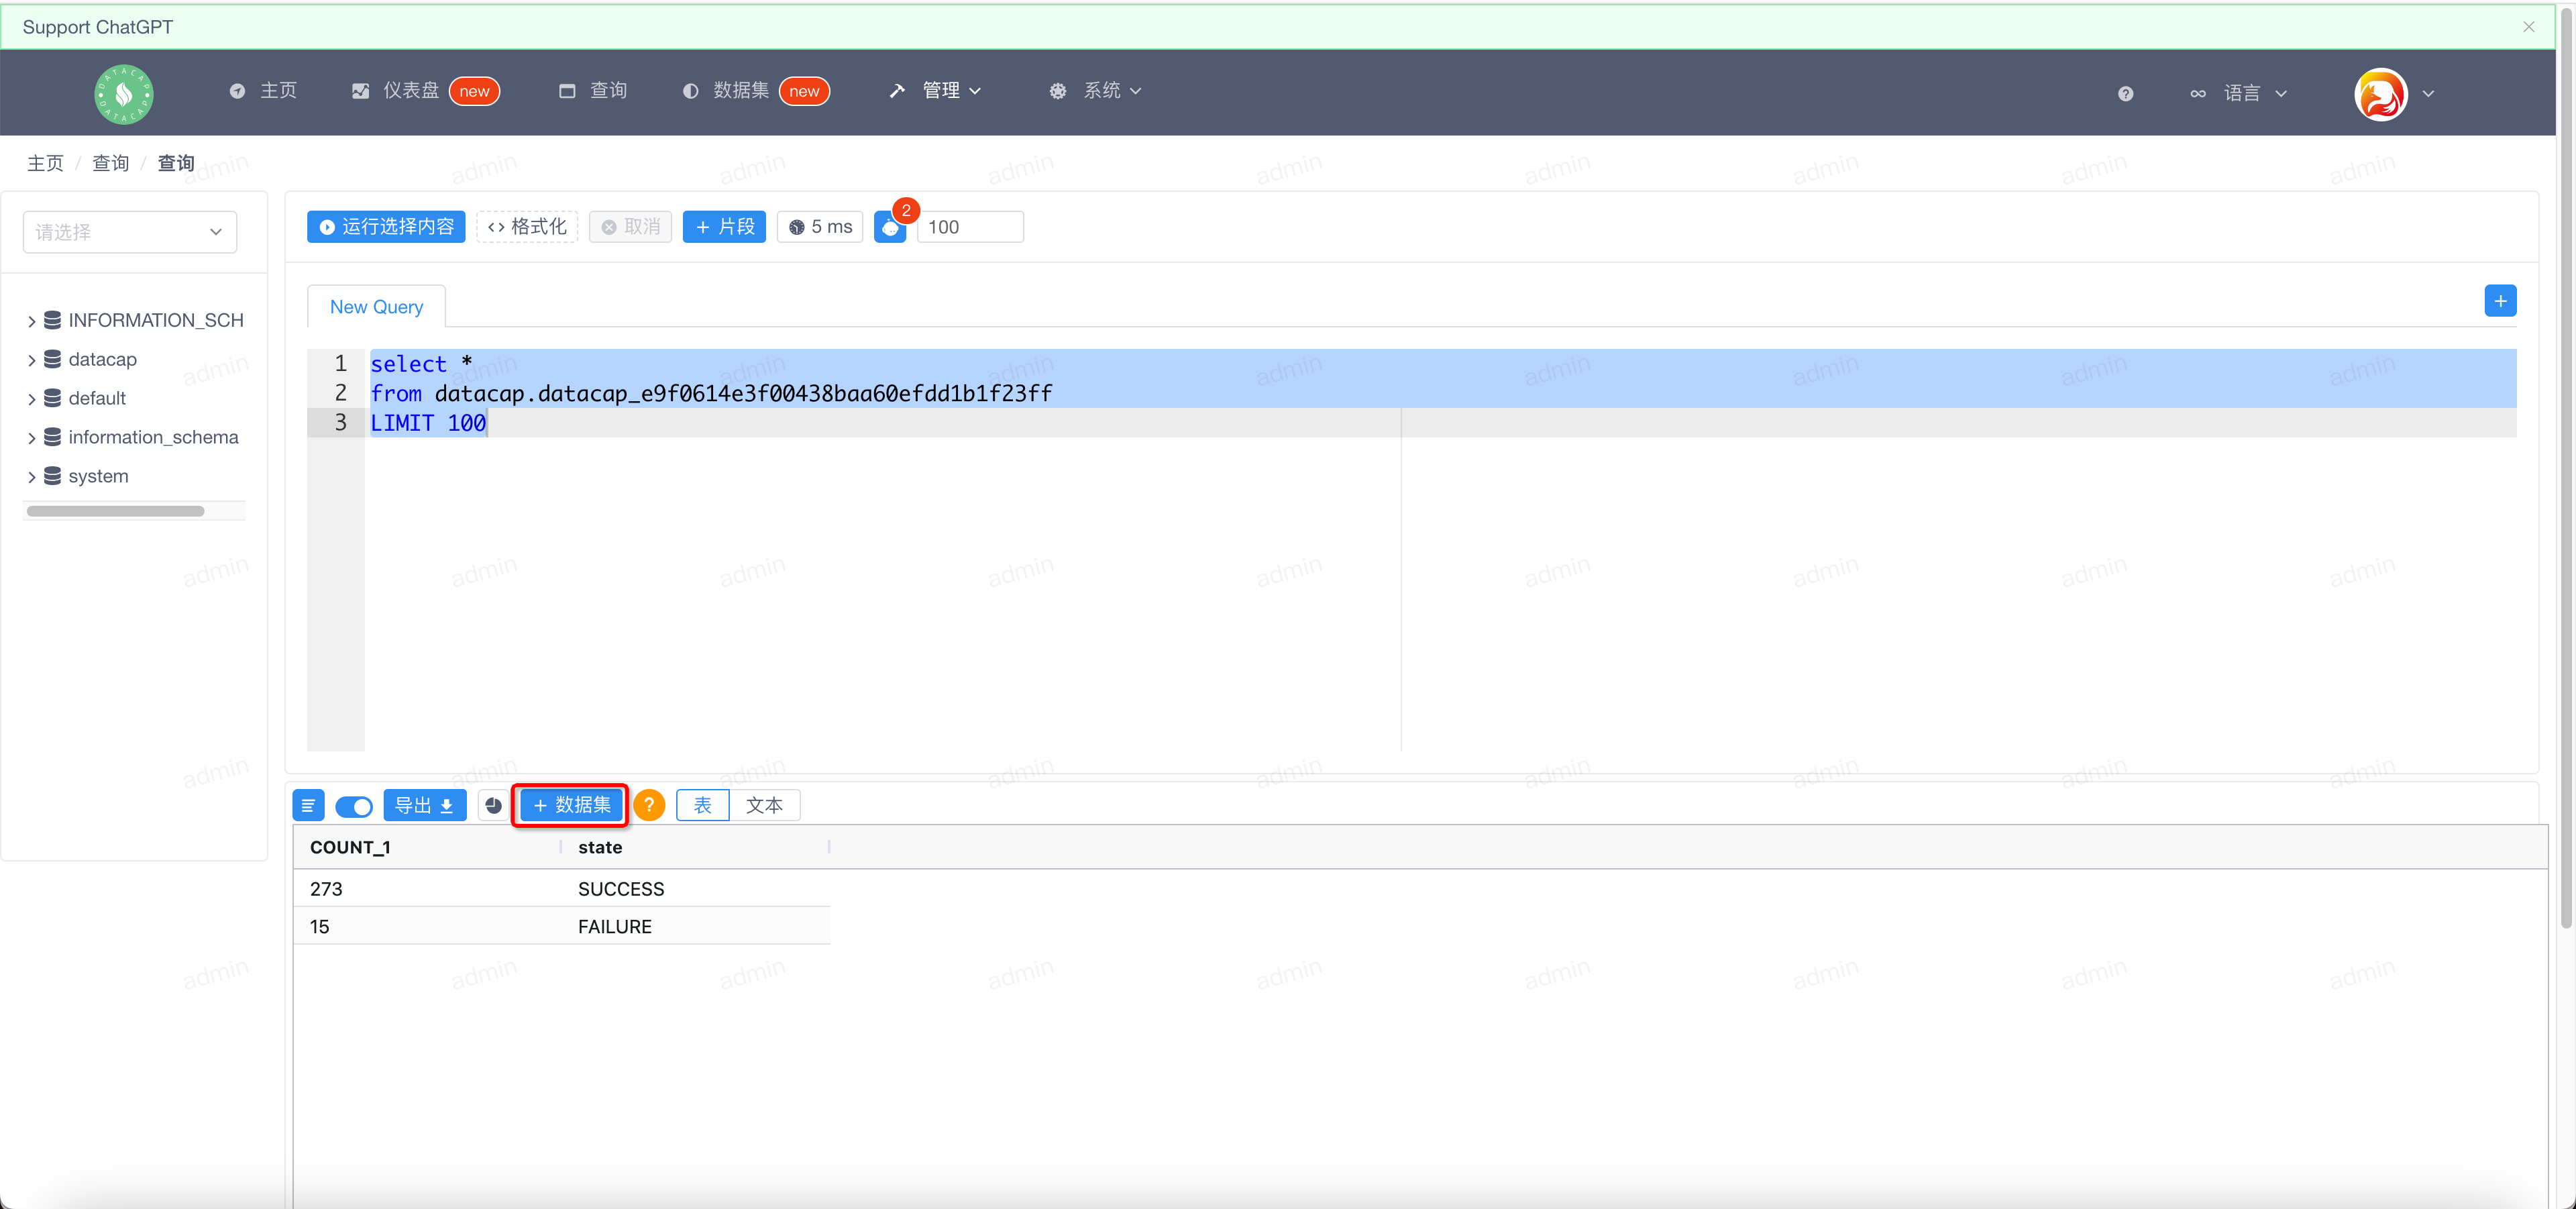 Support ChatGPT
DATACAP DATACAP
主页 仪表盘 new 查询 数据集 new 管理 系统 语言
主页 / 查询 / 查询
请选择
INFORMATION_SCH
datacap
default
information_schema
system
运行选择内容 <> 格式化 取消 + 片段 5 ms 2 100
New Query
+
1 select *
2 from datacap.datacap_e9f0614e3f00438baa60efdd1b1f23ff
3 LIMIT 100
导出 + 数据集 ? 表 文本
COUNT_1 state
273 SUCCESS
15 FAILURE
admin